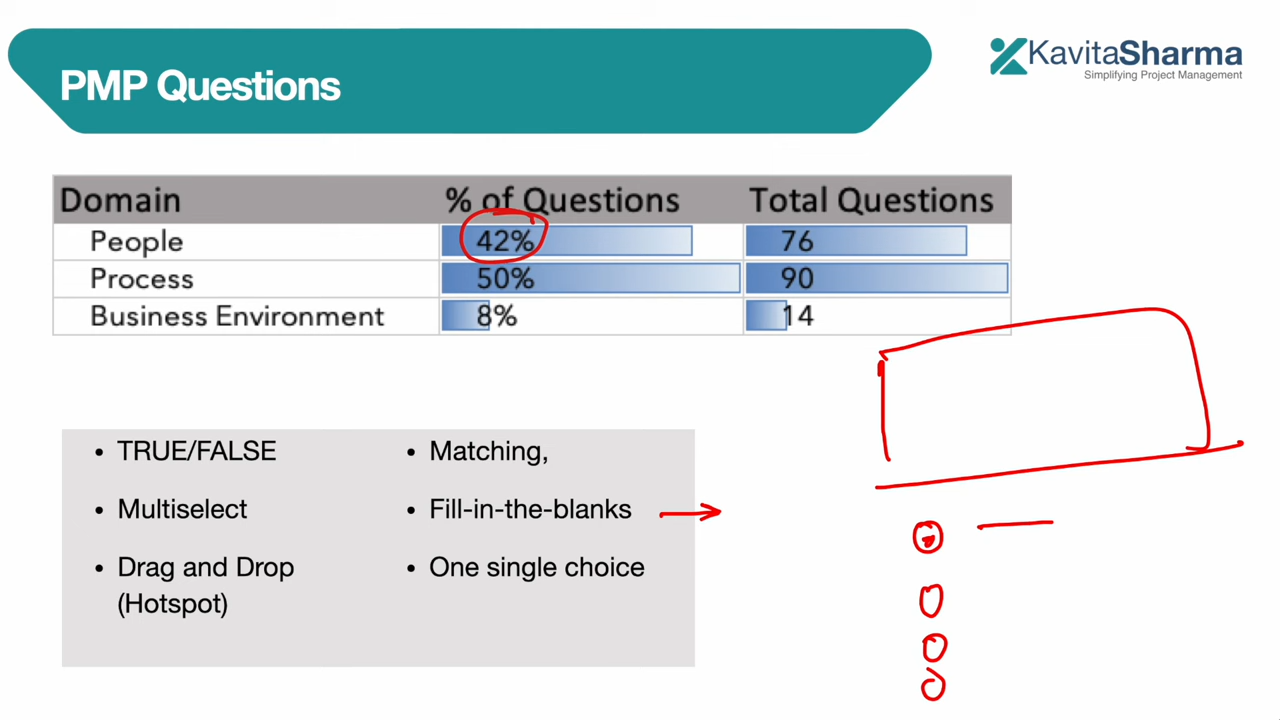 PMP Questions
KavitaSharma
Simplifying Project Management
Domain % of Questions Total Questions
People 42% 76
Process 50% 90
Business Environment 8% 14
• TRUE/FALSE
• Multiselect
• Drag and Drop
(Hotspot)
• Matching,
• Fill-in-the-blanks
• One single choice